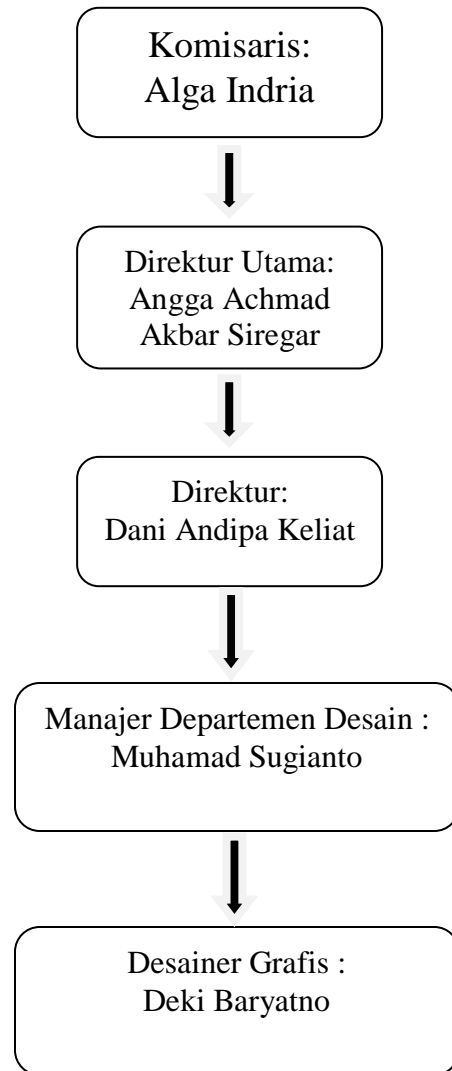 Komisaris:
Alga Indria
Direktur Utama:
Angga Achmad
Akbar Siregar
Direktur:
Dani Andipa Keliat
Manajer Departemen Desain :
Muhamad Sugianto
Desainer Grafis :
Deki Baryatno